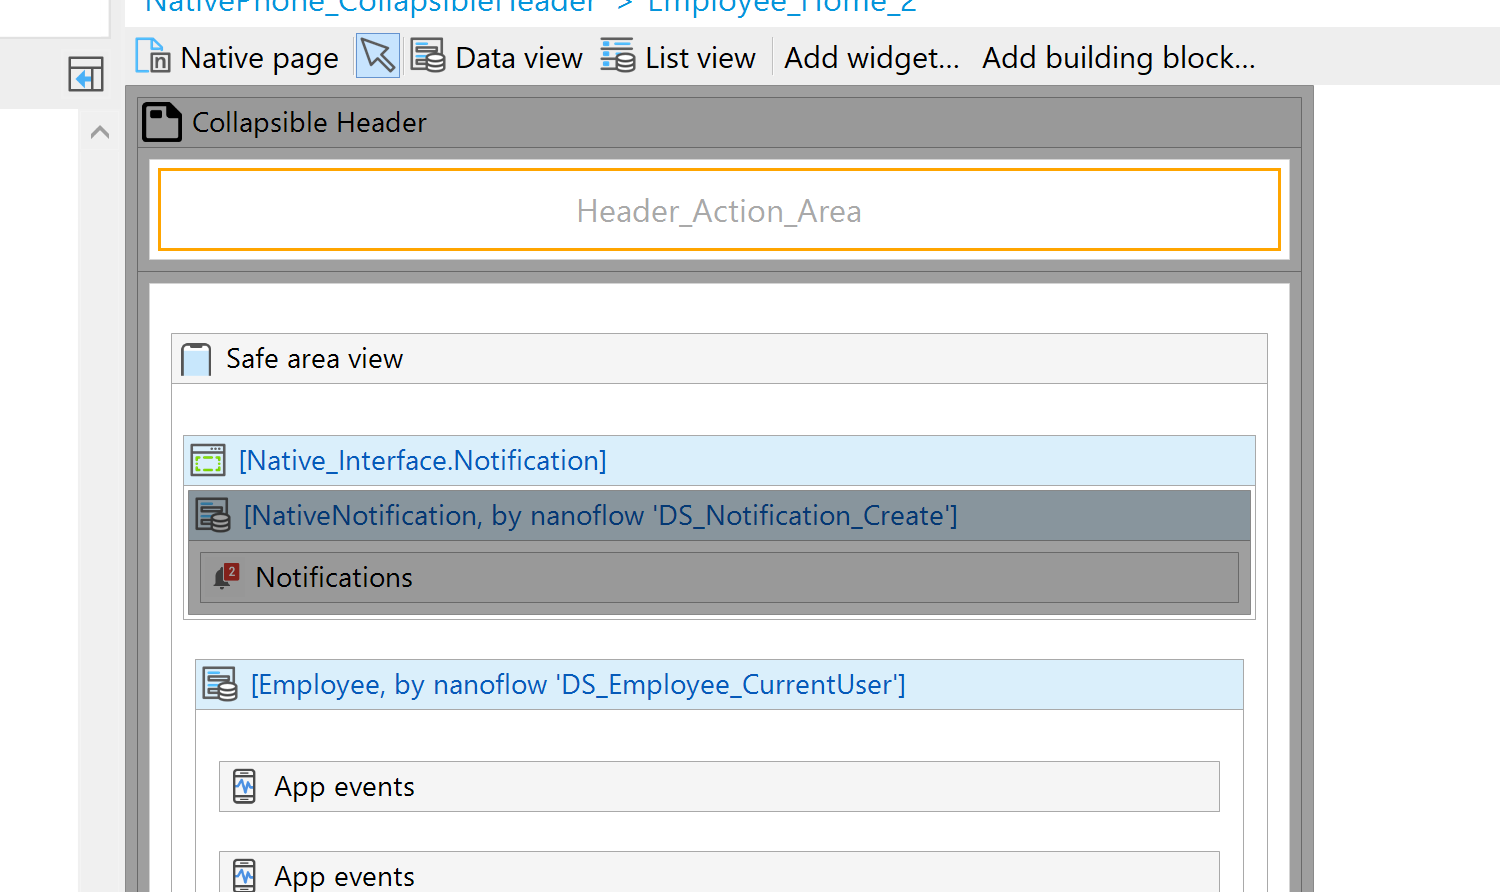 NativePhone_CollapsibleHeader > Employee_Home_2
Native page Data view List view Add widget... Add building block...
Collapsible Header
Header_Action_Area
Safe area view
[Native_Interface.Notification]
[NativeNotification, by nanoflow 'DS_Notification_Create']
2 Notifications
[Employee, by nanoflow 'DS_Employee_CurrentUser']
App events
App events